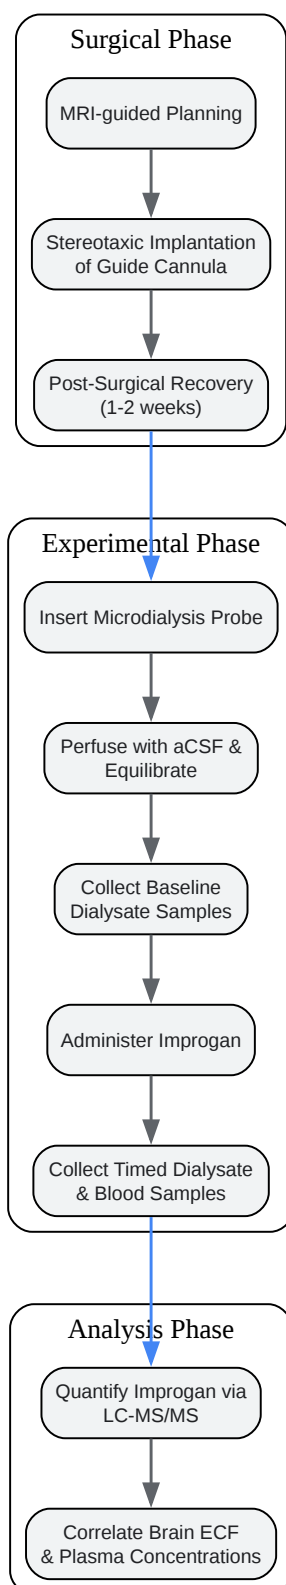 Surgical Phase
MRI-guided Planning
Stereotaxic Implantation
of Guide Cannula
Post-Surgical Recovery
(1-2 weeks)
Experimental Phase
Insert Microdialysis Probe
Perfuse with aCSF &
Equilibrate
Collect Baseline
Dialysate Samples
Administer Improgan
Collect Timed Dialysate
& Blood Samples
Analysis Phase
Quantify Improgan via
LC-MS/MS
Correlate Brain ECF
& Plasma Concentrations